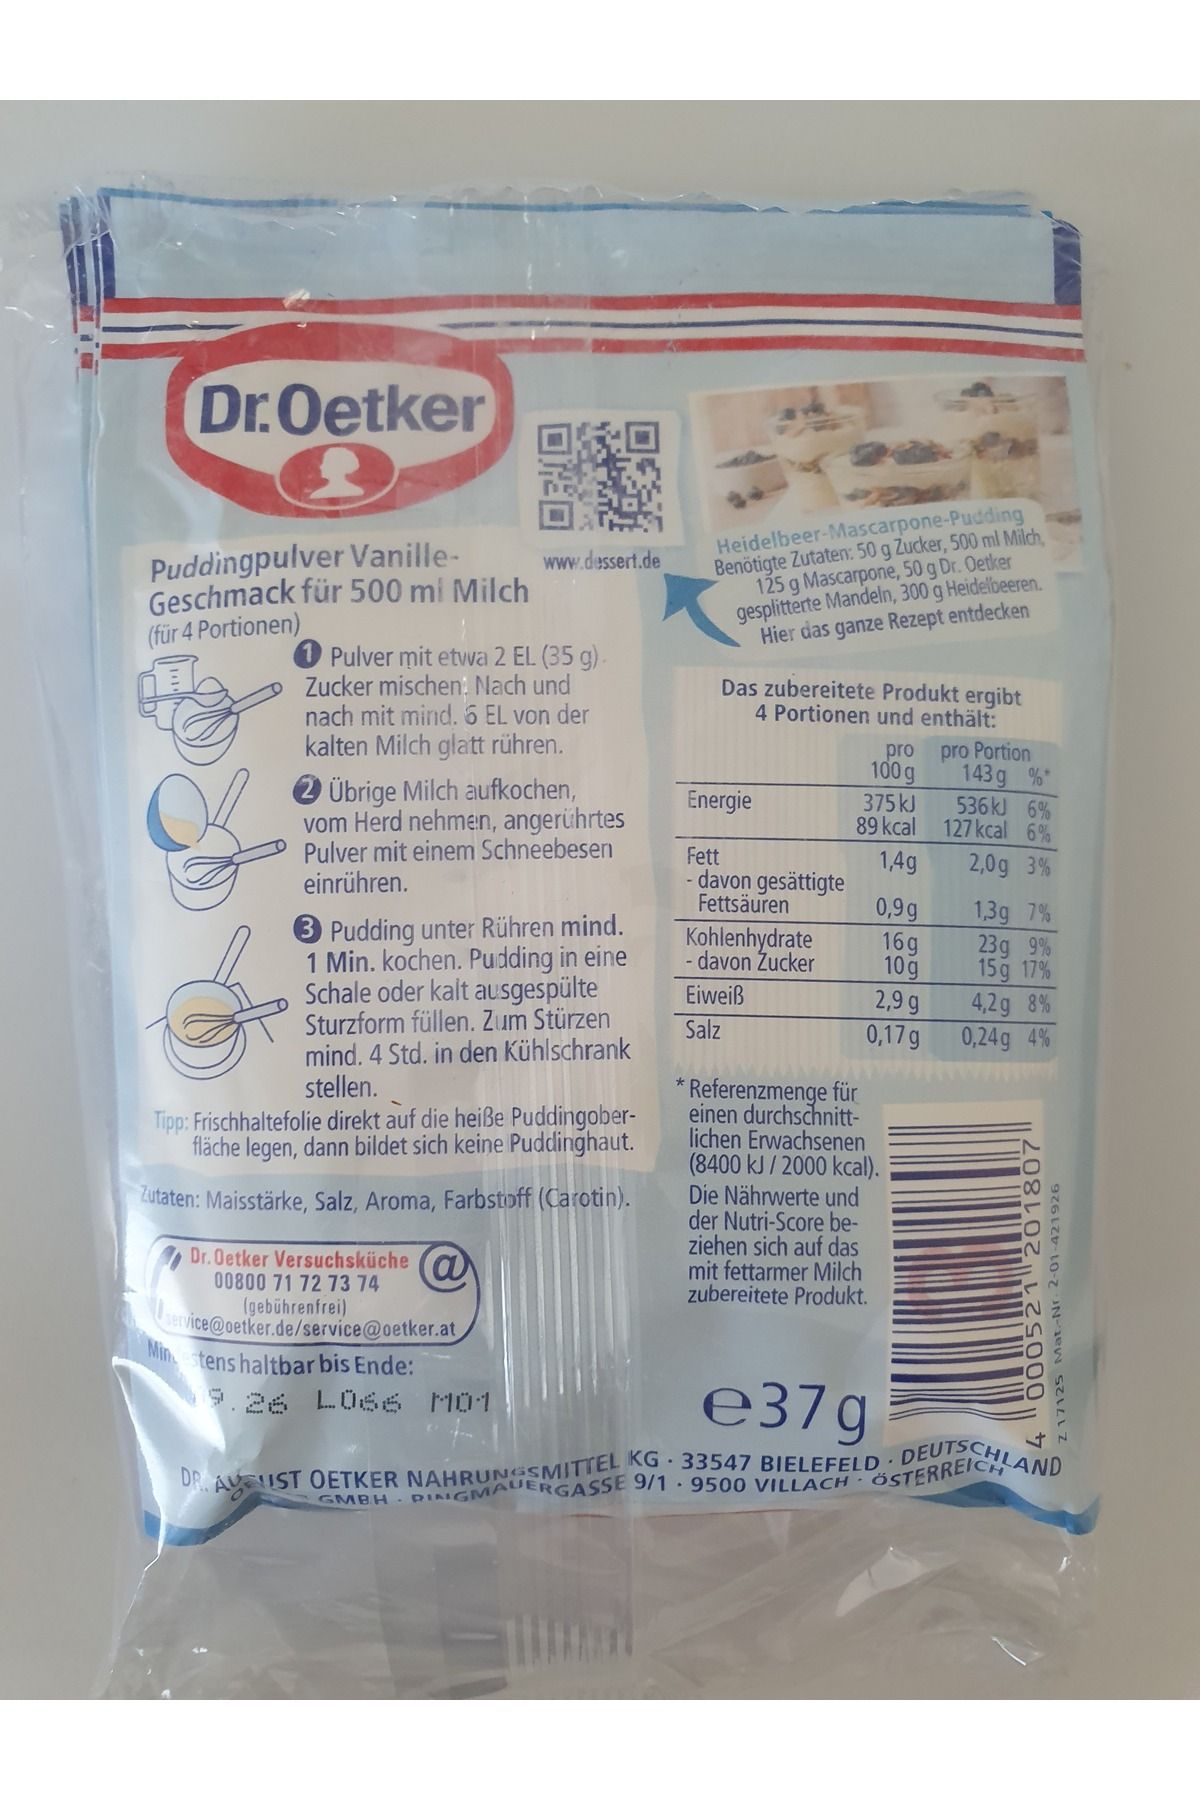 Dr.Oetker
Puddingpulver Vanille-
Geschmack für 500 ml Milch
(für 4 Portionen)
1 Pulver mit etwa 2 EL (35 g)
Zucker mischen. Nach und
nach mit mind. 6 EL von der
kalten Milch glatt rühren.
2 Übrige Milch aufkochen,
vom Herd nehmen, angerührtes
Pulver mit einem Schneebesen
einrühren.
3 Pudding unter Rühren mind.
1 Min. kochen. Pudding in eine
Schale oder kalt ausgespülte
Sturzform füllen. Zum Stürzen
mind. 4 Std. in den Kühlschrank
stellen.
Tipp: Frischhaltefolie direkt auf die heiße Puddingober-
fläche legen, dann bildet sich keine Puddinghaut.
Zutaten: Maisstärke, Salz, Aroma, Farbstoff (Carotin).
Dr. Oetker Versuchsküche @
00800 71 72 73 74
(gebührenfrei)
service@oetker.de/service@oetker.at
Mindestens haltbar bis Ende:
.26 L066 M01
www.dessert.de
Heidelbeer-Mascarpone-Pudding
Benötigte Zutaten: 50 g Zucker, 500 ml Milch,
125 g Mascarpone, 50 g Dr. Oetker
gesplitterte Mandeln, 300 g Heidelbeeren.
Hier das ganze Rezept entdecken
Das zubereitete Produkt ergibt
4 Portionen und enthält:
pro pro Portion
100 g 143 g %*
Energie 375 kJ 536 kJ 6%
89 kcal 127 kcal 6%
Fett 1,4g 2,0g 3%
- davon gesättigte
Fettsäuren 0,9g 1,3g 7%
Kohlenhydrate 16g 23g 9%
- davon Zucker 10g 15g 17%
Eiweiß 2,9 g 4,2g 8%
Salz 0,17g 0,24g 4%
* Referenzmenge für
einen durchschnitt-
lichen Erwachsenen
(8400 kJ / 2000 kcal).
Die Nährwerte und
der Nutri-Score be-
ziehen sich auf das
mit fettarmer Milch
zubereitete Produkt.
4 000521 201807
Z 17125 Mat.-Nr. 2-01-421926
e37g
DR. AUGUST OETKER NAHRUNGSMITTEL KG · 33547 BIELEFELD · DEUTSCHLAND
GMBH · RINGMAUERGASSE 9/1 · 9500 VILLACH · ÖSTERREICH